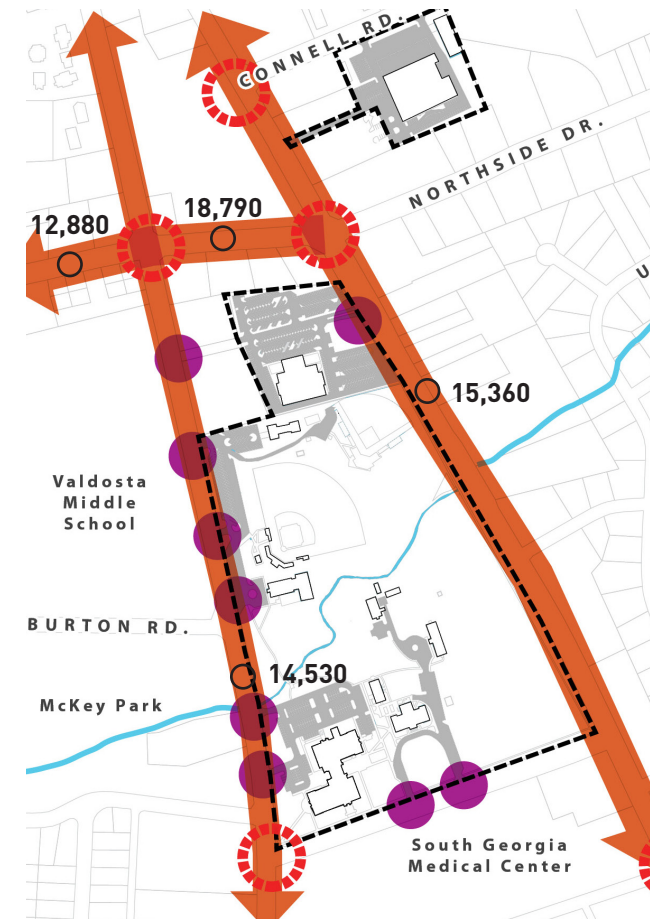 CONNELL RD.
NORTHSIDE DR.
18,790
12,880
U
15,360
Valdosta
Middle
School
BURTON RD.
14,530
McKey Park
South Georgia
Medical Center